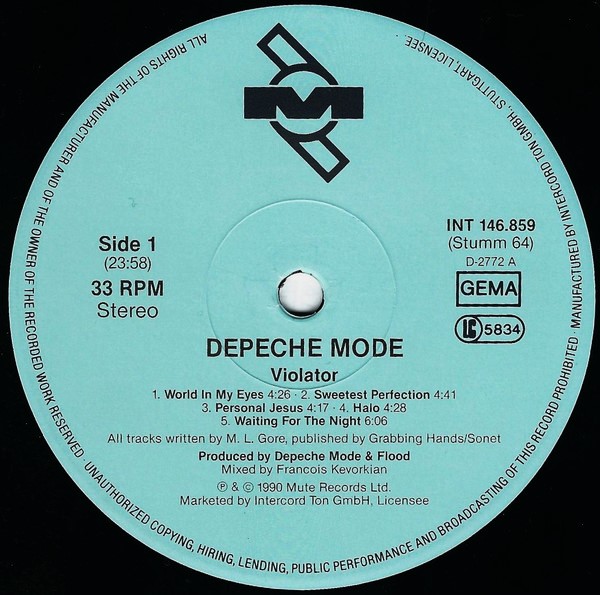 ALL RIGHTS OF THE MANUFACTURER AND OF THE OWNER OF THE RECORDED WORK RESERVED · UNAUTHORIZED COPYING, HIRING, LENDING, PUBLIC PERFORMANCE AND BROADCASTING OF THIS RECORD PROHIBITED · MANUFACTURED BY INTERCORD TON GMBH., STUTTGART, LICENSEE.
M
Side 1
(23:58)
33 RPM
Stereo
INT 146.859
(Stumm 64)
D-2772 A
GEMA
LC 5834
DEPECHE MODE
Violator
1. World In My Eyes 4:26 · 2. Sweetest Perfection 4:41
3. Personal Jesus 4:17 · 4. Halo 4:28
5. Waiting For The Night 6:06
All tracks written by M. L. Gore, published by Grabbing Hands/Sonet
Produced by Depeche Mode & Flood
Mixed by Francois Kevorkian
℗ & © 1990 Mute Records Ltd.
Marketed by Intercord Ton GmbH, Licensee